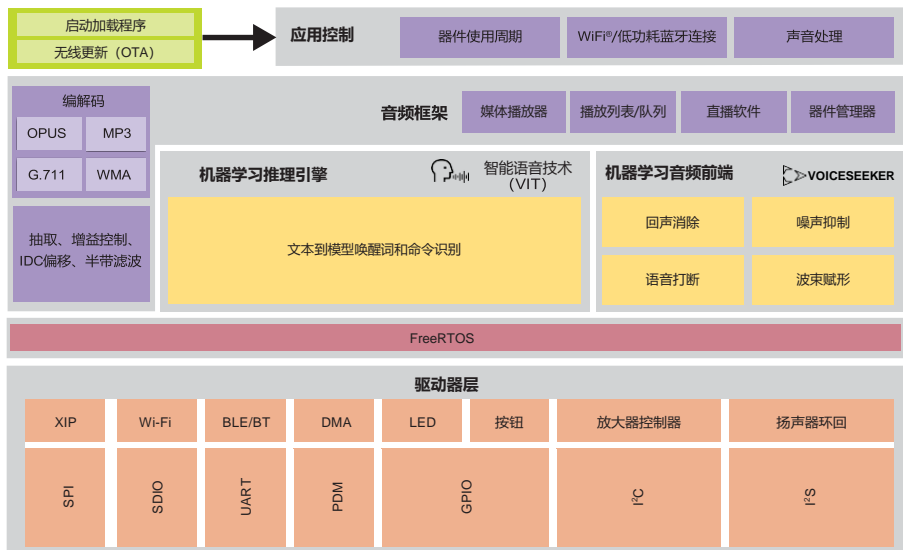 启动加载程序
无线更新（OTA）
应用控制
器件使用周期
WiFi®/低功耗蓝牙连接
声音处理
编解码
OPUS
MP3
G.711
WMA
音频框架
媒体播放器
播放列表/队列
直播软件
器件管理器
抽取、增益控制、
IDC偏移、半带滤波
机器学习推理引擎
智能语音技术
（VIT）
文本到模型唤醒词和命令识别
机器学习音频前端
VOICESEEKER
回声消除
噪声抑制
语音打断
波束赋形
FreeRTOS
驱动器层
XIP
Wi-Fi
BLE/BT
DMA
LED
按钮
放大器控制器
扬声器环回
SPI
SDIO
UART
PDM
GPIO
I²C
I²S